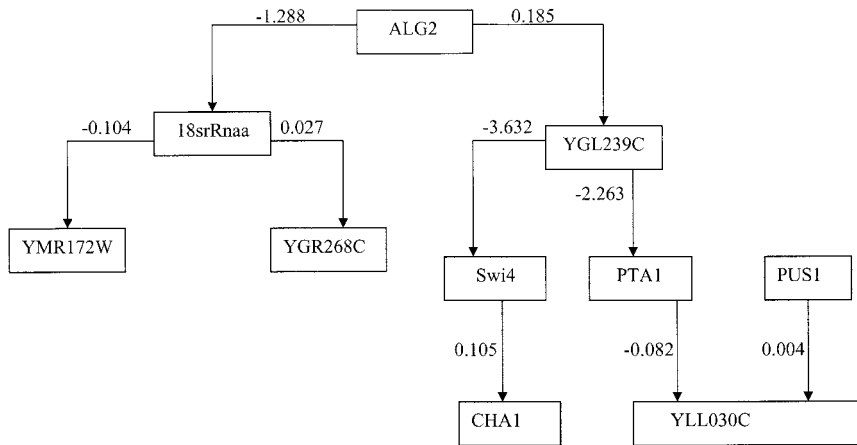 -1.288 ALG2 0.185
-0.104 18srRnaa 0.027
-3.632 YGL239C
-2.263
YMR172W YGR268C
Swi4 PTA1 PUS1
0.105 -0.082 0.004
CHA1 YLL030C